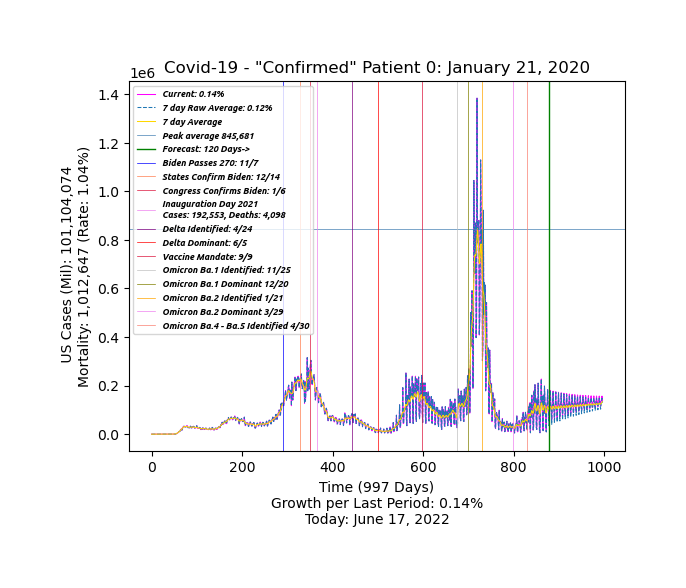 Covid-19 - "Confirmed" Patient 0: January 21, 2020
1e6
1.4
1.2
1.0
0.8
0.6
0.4
0.2
0.0
US Cases (Mil): 101,104,074
Mortality: 1,012,647 (Rate: 1.04%)
Current: 0.14%
7 day Raw Average: 0.12%
7 day Average
Peak average 845,681
Forecast: 120 Days->
Biden Passes 270: 11/7
States Confirm Biden: 12/14
Congress Confirms Biden: 1/6
Inauguration Day 2021
Cases: 192,553, Deaths: 4,098
Delta Identified: 4/24
Delta Dominant: 6/5
Vaccine Mandate: 9/9
Omicron Ba.1 Identified: 11/25
Omicron Ba.1 Dominant 12/20
Omicron Ba.2 Identified 1/21
Omicron Ba.2 Dominant 3/29
Omicron Ba.4 - Ba.5 Identified 4/30
0 200 400 600 800 1000
Time (997 Days)
Growth per Last Period: 0.14%
Today: June 17, 2022